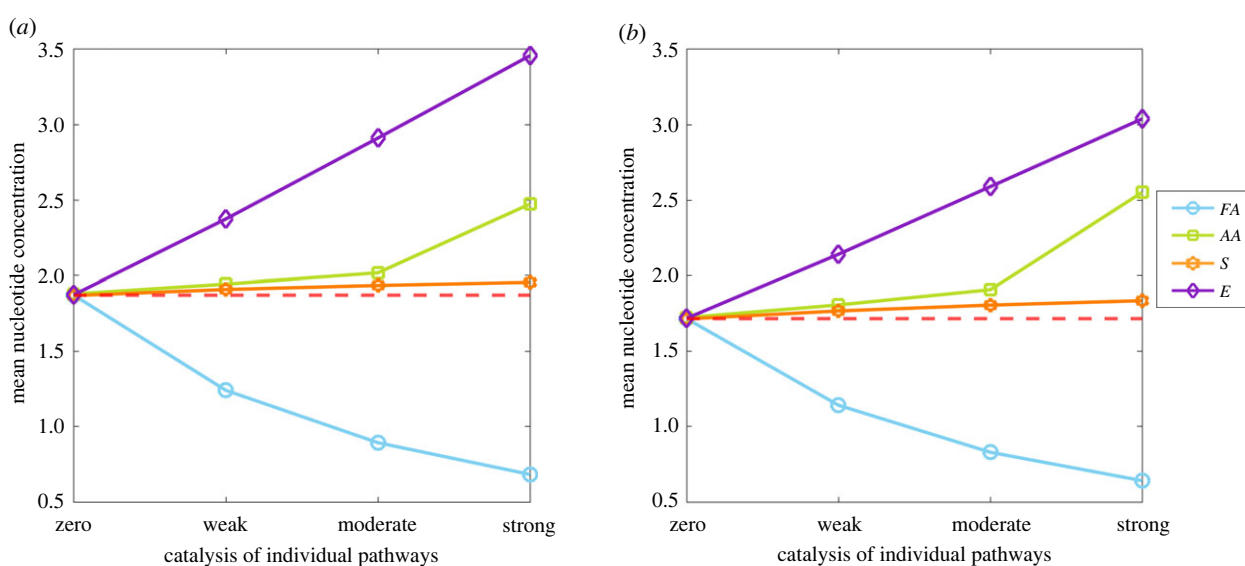 (a)
3.5
3.0
2.5
2.0
1.5
1.0
0.5
mean nucleotide concentration
zero weak moderate strong
catalysis of individual pathways
(b)
3.5
3.0
2.5
2.0
1.5
1.0
0.5
mean nucleotide concentration
zero weak moderate strong
catalysis of individual pathways
FA
AA
S
E